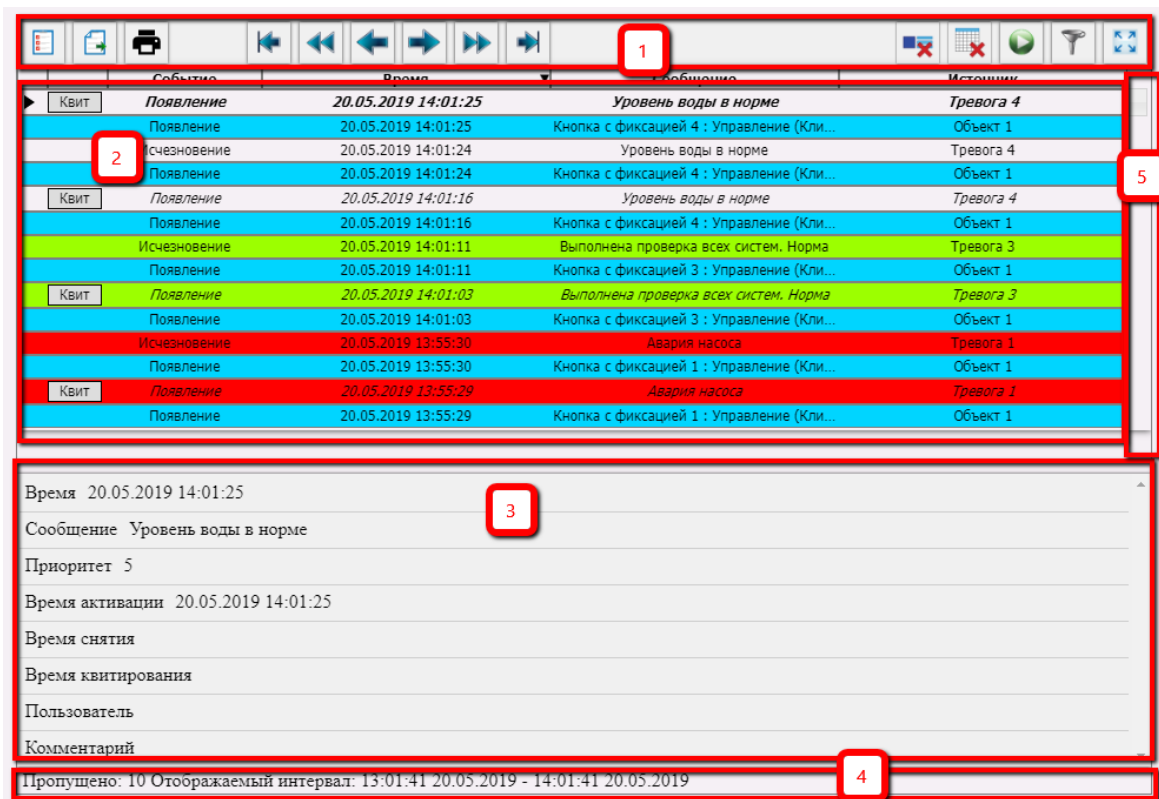 1
Событие Время Сообщение Источник
Квит Появление 20.05.2019 14:01:25 Уровень воды в норме Тревога 4
Появление 20.05.2019 14:01:25 Кнопка с фиксацией 4 : Управление (Кли... Объект 1
Исчезновение 20.05.2019 14:01:24 Уровень воды в норме Тревога 4
2
Появление 20.05.2019 14:01:24 Кнопка с фиксацией 4 : Управление (Кли... Объект 1
5
Квит Появление 20.05.2019 14:01:16 Уровень воды в норме Тревога 4
Появление 20.05.2019 14:01:16 Кнопка с фиксацией 4 : Управление (Кли... Объект 1
Исчезновение 20.05.2019 14:01:11 Выполнена проверка всех систем. Норма Тревога 3
Появление 20.05.2019 14:01:11 Кнопка с фиксацией 3 : Управление (Кли... Объект 1
Квит Появление 20.05.2019 14:01:03 Выполнена проверка всех систем. Норма Тревога 3
Появление 20.05.2019 14:01:03 Кнопка с фиксацией 3 : Управление (Кли... Объект 1
Исчезновение 20.05.2019 13:55:30 Авария насоса Тревога 1
Появление 20.05.2019 13:55:30 Кнопка с фиксацией 1 : Управление (Кли... Объект 1
Квит Появление 20.05.2019 13:55:29 Авария насоса Тревога 1
Появление 20.05.2019 13:55:29 Кнопка с фиксацией 1 : Управление (Кли... Объект 1
Время 20.05.2019 14:01:25
3
Сообщение Уровень воды в норме
Приоритет 5
Время активации 20.05.2019 14:01:25
Время снятия
Время квитирования
Пользователь
Комментарий
Пропущено: 10 Отображаемый интервал: 13:01:41 20.05.2019 - 14:01:41 20.05.2019
4